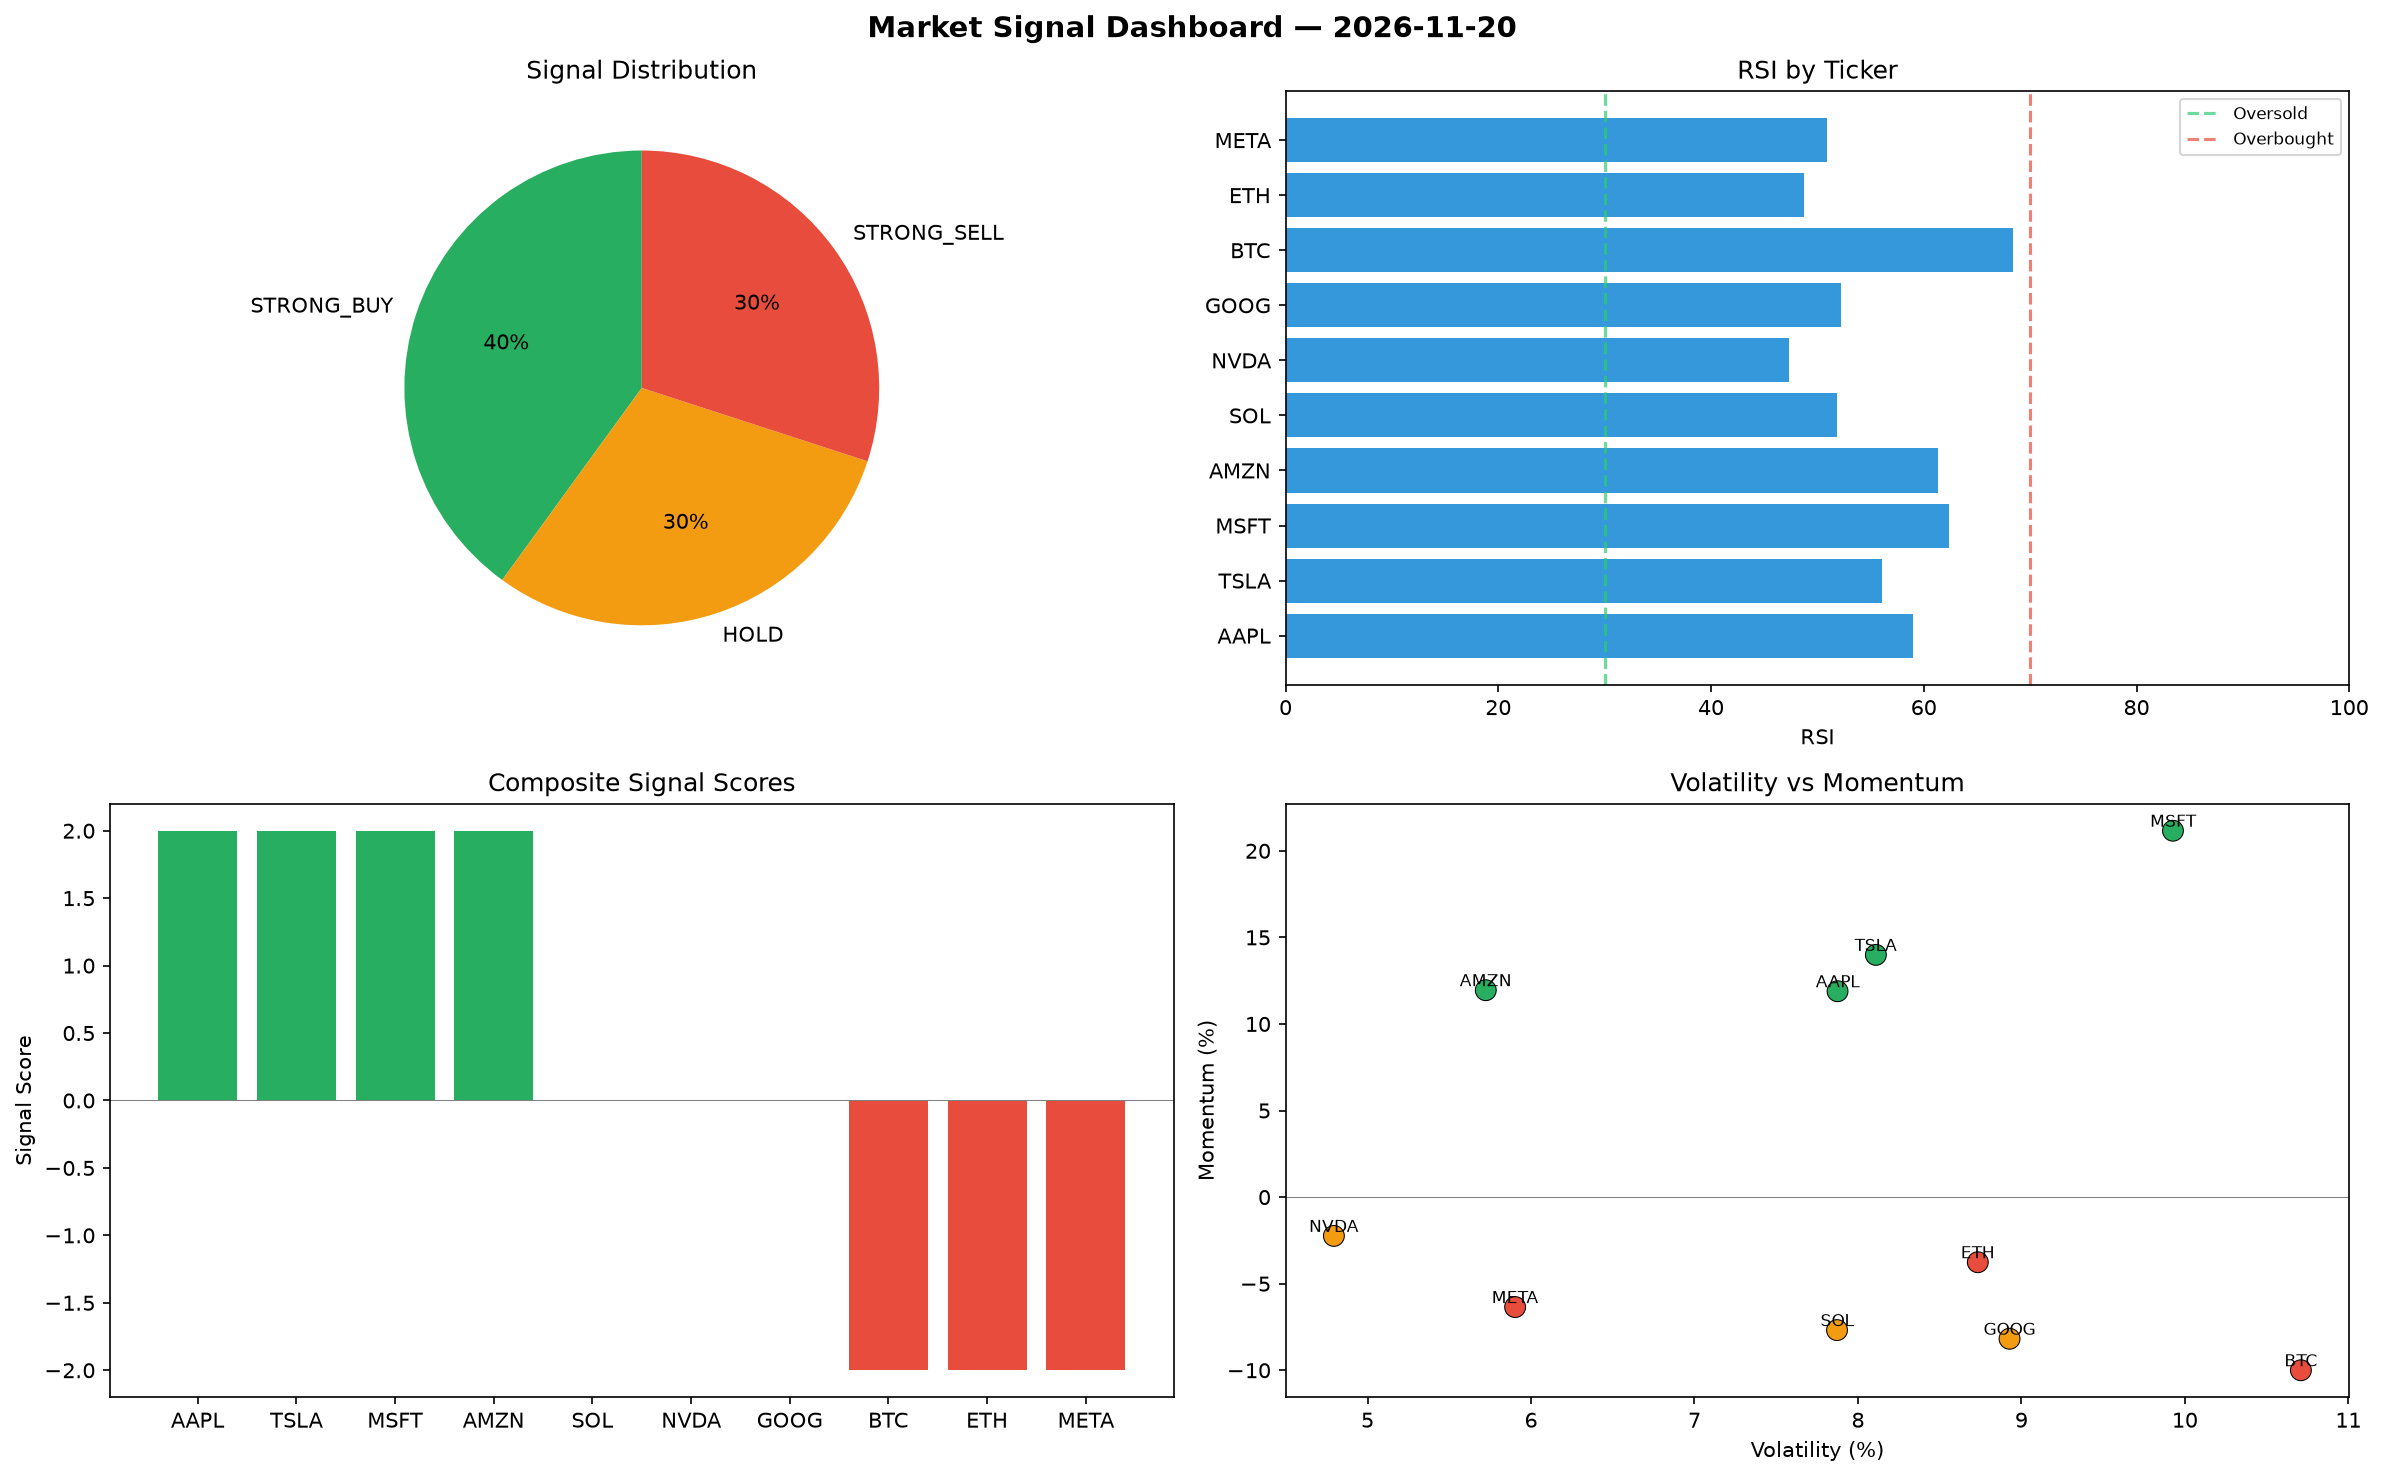 Market Signal Dashboard — 2026-11-20
Signal Distribution
STRONG_SELL
30%
STRONG_BUY
40%
30%
HOLD
RSI by Ticker
Oversold
Overbought
META
ETH
BTC
GOOG
NVDA
SOL
AMZN
MSFT
TSLA
AAPL
0 20 40 60 80 100
RSI
Composite Signal Scores
Signal Score
2.0
1.5
1.0
0.5
0.0
−0.5
−1.0
−1.5
−2.0
AAPL TSLA MSFT AMZN SOL NVDA GOOG BTC ETH META
Volatility vs Momentum
Momentum (%)
20
15
10
5
0
−5
−10
MSFT
TSLA
AMZN
AAPL
NVDA
ETH
META
SOL
GOOG
BTC
5 6 7 8 9 10 11
Volatility (%)